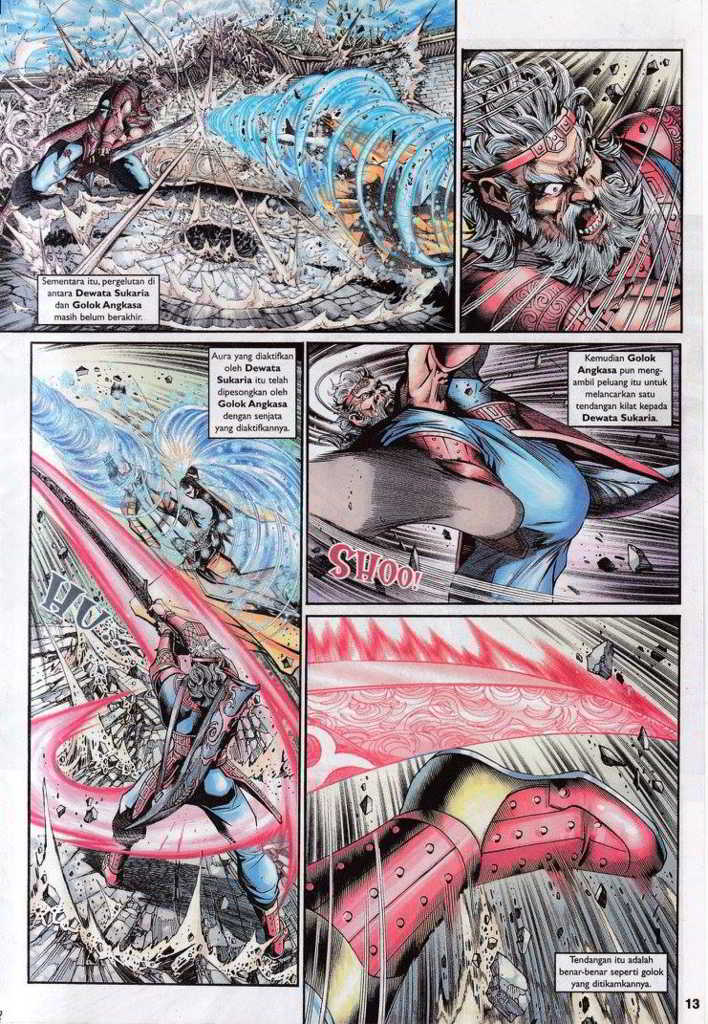 Sementara itu, pergelutan di
antara Dewata Sukaria
dan Golok Angkasa
masih belum berakhir.
Aura yang diaktifkan
oleh Dewata
Sukaria itu telah
dipesongkan oleh
Golok Angkasa
dengan senjata
yang diaktifkannya.
HU
Kemudian Golok
Angkasa pun meng-
ambil peluang itu untuk
melancarkan satu
tendangan kilat kepada
Dewata Sukaria.
SHOO!
Tendangan itu adalah
benar-benar seperti golok
yang ditikamkannya.
13